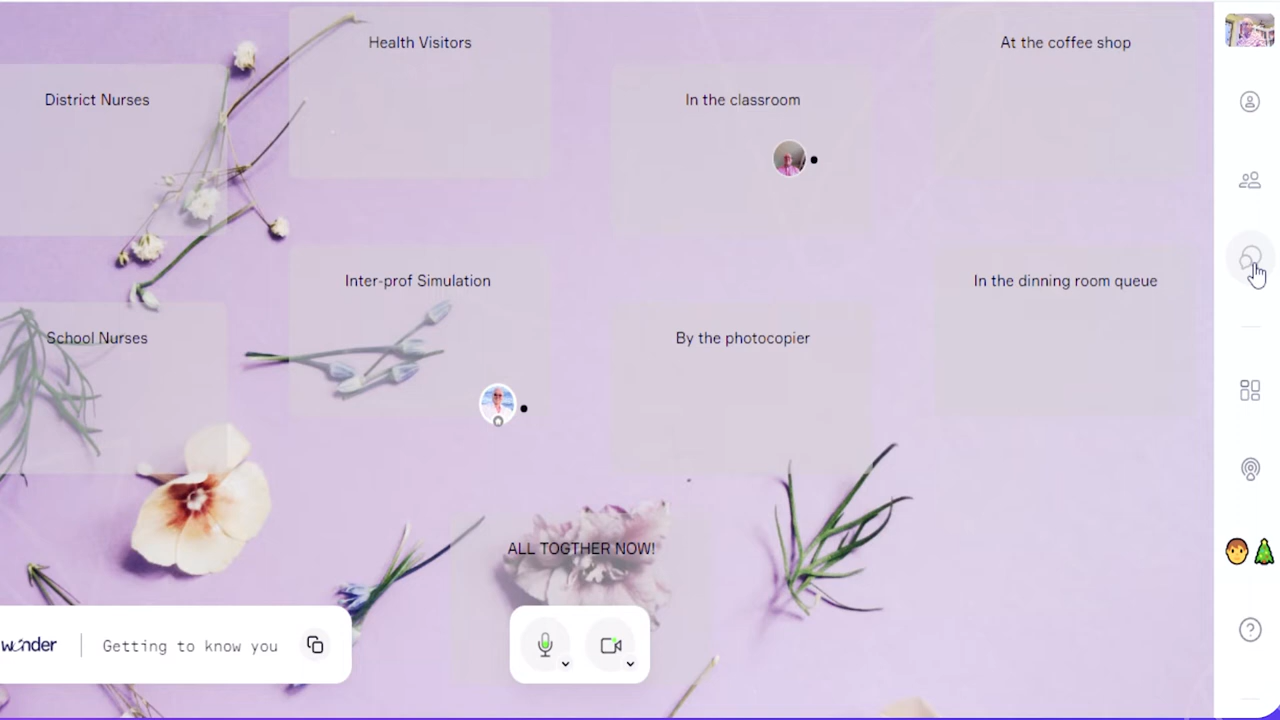 Health Visitors
At the coffee shop
District Nurses
In the classroom
Inter-prof Simulation
In the dinning room queue
School Nurses
By the photocopier
ALL TOGTHER NOW!
wonder
Getting to know you